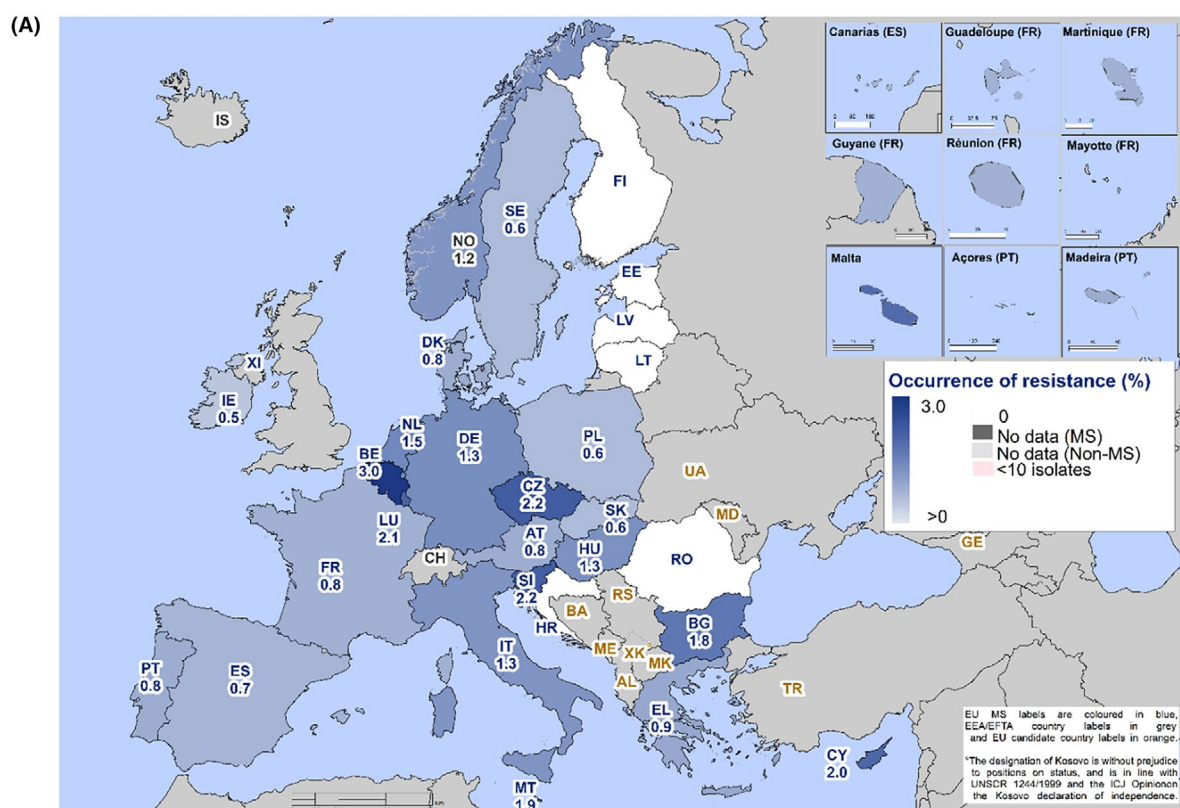 (A)
Canarias (ES)
Guadeloupe (FR)
Martinique (FR)
Guyane (FR)
Réunion (FR)
Mayotte (FR)
Malta
Açores (PT)
Madeira (PT)
IS
FI
SE
0.6
NO
1.2
EE
LV
LT
DK
0.8
XI
IE
0.5
NL
1.5
DE
1.3
PL
0.6
BE
3.0
CZ
2.2
UA
LU
2.1
SK
0.6
MD
AT
0.8
HU
1.3
CH
FR
0.8
RO
GE
SI
2.2
HR
BA
RS
BG
1.8
IT
1.3
ME
XK°
MK
AL
TR
PT
0.8
ES
0.7
EL
0.9
CY
2.0
MT
1.9
Occurrence of resistance (%)
3.0
>0
0
No data (MS)
No data (Non-MS)
<10 isolates
EU MS labels are coloured in blue,
EEA/EFTA country labels in grey
and EU candidate country labels in orange.
°The designation of Kosovo is without prejudice
to positions on status, and is in line with
UNSCR 1244/1999 and the ICJ Opinionon
the Kosovo declaration of independence.